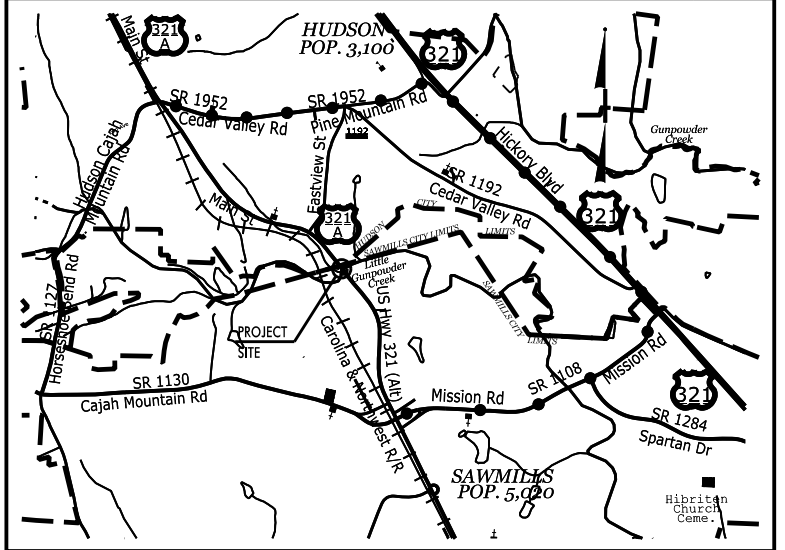 Main St
321
A
HUDSON
POP. 3,100
321
SR 1952
Cedar Valley Rd
SR 1952
Pine Mountain Rd
1192
Eastview St
Hickory Blvd
Gunpowder
Creek
Hudson Cajah
Mountain Rd
SR 1192
Cedar Valley Rd
Main St
321
A
321
CITY
LIMITS
HUDSON
SAWMILLS CITY LIMITS
Little
Gunpowder
Creek
SAWMILLS CITY
LIMITS
SR 1127
Horseshoe Bend Rd
PROJECT
SITE
US Hwy 321 (Alt)
Carolina & Northwest R/R
SR 1130
Cajah Mountain Rd
Mission Rd
SR 1108
Mission Rd
321
SR 1284
Spartan Dr
SAWMILLS
POP. 5,020
Hibriten
Church
Ceme.